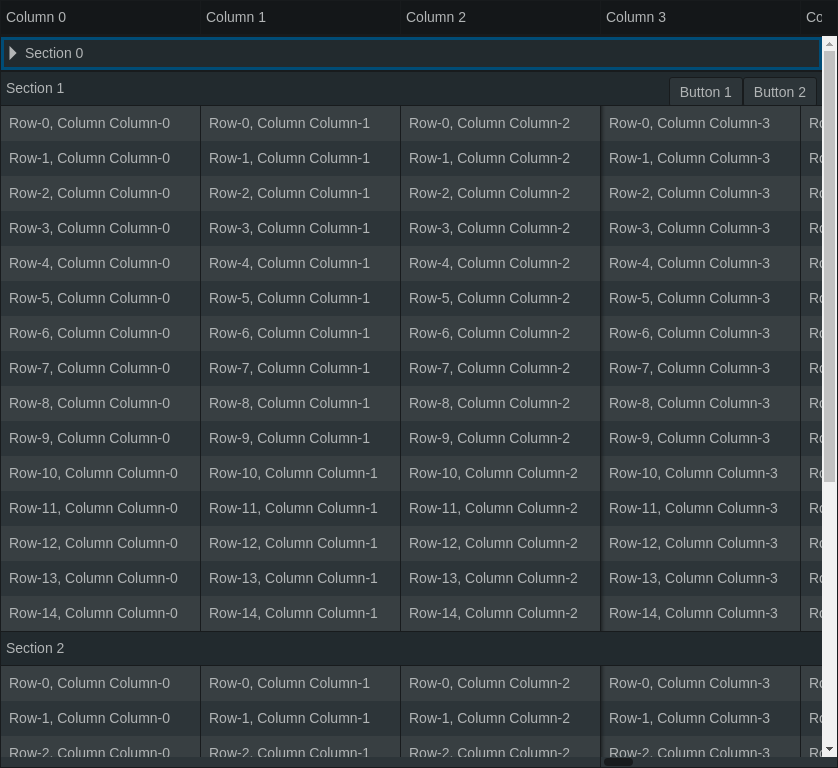 Column 0 Column 1 Column 2 Column 3 Co
Section 0
Section 1 Button 1 Button 2
Row-0, Column Column-0 Row-0, Column Column-1 Row-0, Column Column-2 Row-0, Column Column-3 Ro
Row-1, Column Column-0 Row-1, Column Column-1 Row-1, Column Column-2 Row-1, Column Column-3 Ro
Row-2, Column Column-0 Row-2, Column Column-1 Row-2, Column Column-2 Row-2, Column Column-3 Ro
Row-3, Column Column-0 Row-3, Column Column-1 Row-3, Column Column-2 Row-3, Column Column-3 Ro
Row-4, Column Column-0 Row-4, Column Column-1 Row-4, Column Column-2 Row-4, Column Column-3 Ro
Row-5, Column Column-0 Row-5, Column Column-1 Row-5, Column Column-2 Row-5, Column Column-3 Ro
Row-6, Column Column-0 Row-6, Column Column-1 Row-6, Column Column-2 Row-6, Column Column-3 Ro
Row-7, Column Column-0 Row-7, Column Column-1 Row-7, Column Column-2 Row-7, Column Column-3 Ro
Row-8, Column Column-0 Row-8, Column Column-1 Row-8, Column Column-2 Row-8, Column Column-3 Ro
Row-9, Column Column-0 Row-9, Column Column-1 Row-9, Column Column-2 Row-9, Column Column-3 Ro
Row-10, Column Column-0 Row-10, Column Column-1 Row-10, Column Column-2 Row-10, Column Column-3 Ro
Row-11, Column Column-0 Row-11, Column Column-1 Row-11, Column Column-2 Row-11, Column Column-3 Ro
Row-12, Column Column-0 Row-12, Column Column-1 Row-12, Column Column-2 Row-12, Column Column-3 Ro
Row-13, Column Column-0 Row-13, Column Column-1 Row-13, Column Column-2 Row-13, Column Column-3 Ro
Row-14, Column Column-0 Row-14, Column Column-1 Row-14, Column Column-2 Row-14, Column Column-3 Ro
Section 2
Row-0, Column Column-0 Row-0, Column Column-1 Row-0, Column Column-2 Row-0, Column Column-3 Ro
Row-1, Column Column-0 Row-1, Column Column-1 Row-1, Column Column-2 Row-1, Column Column-3 Ro
Row-2, Column Column-0 Row-2, Column Column-1 Row-2, Column Column-2 Row-2, Column Column-3 Ro